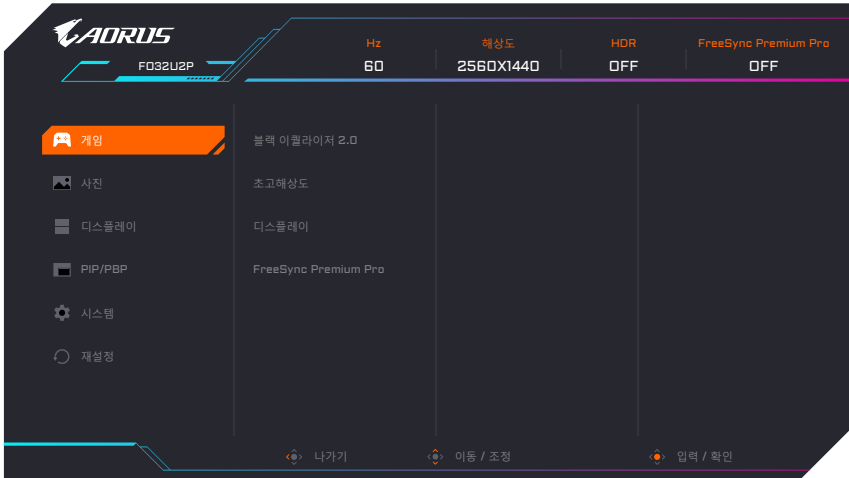 AORUS
FO32U2P
Hz 해상도 HDR FreeSync Premium Pro
60 2560X1440 OFF OFF
게임 블랙 이퀄라이저 2.0
사진 초고해상도
디스플레이 디스플레이
PIP/PBP FreeSync Premium Pro
시스템
재설정
나가기 이동 / 조정 입력 / 확인